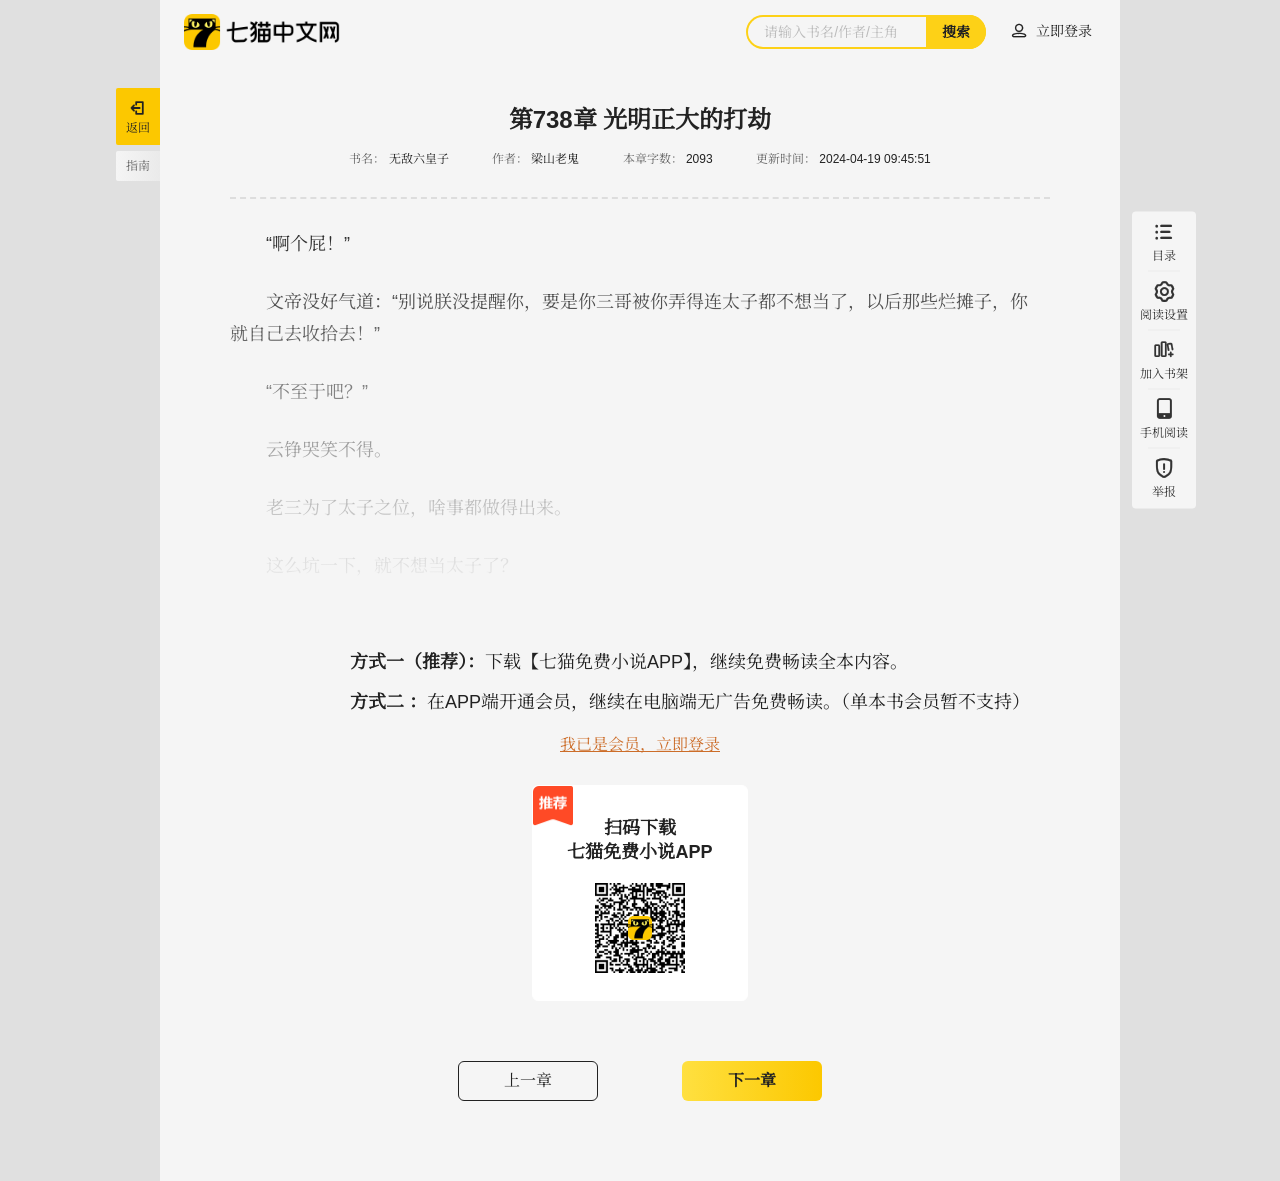 七猫中文网
请输入书名/作者/主角
搜索
立即登录
返回
指南
第738章 光明正大的打劫
书名： 无敌六皇子 作者： 梁山老鬼 本章字数： 2093 更新时间： 2024-04-19 09:45:51
“啊个屁！”
文帝没好气道：“别说朕没提醒你，要是你三哥被你弄得连太子都不想当了，以后那些烂摊子，你
就自己去收拾去！”
“不至于吧？”
云铮哭笑不得。
老三为了太子之位，啥事都做得出来。
这么坑一下，就不想当太子了？
目录
阅读设置
加入书架
手机阅读
举报
方式一（推荐）：下载【七猫免费小说APP】，继续免费畅读全本内容。
方式二 ：在APP端开通会员，继续在电脑端无广告免费畅读。（单本书会员暂不支持）
我已是会员，立即登录
推荐
扫码下载
七猫免费小说APP
上一章
下一章